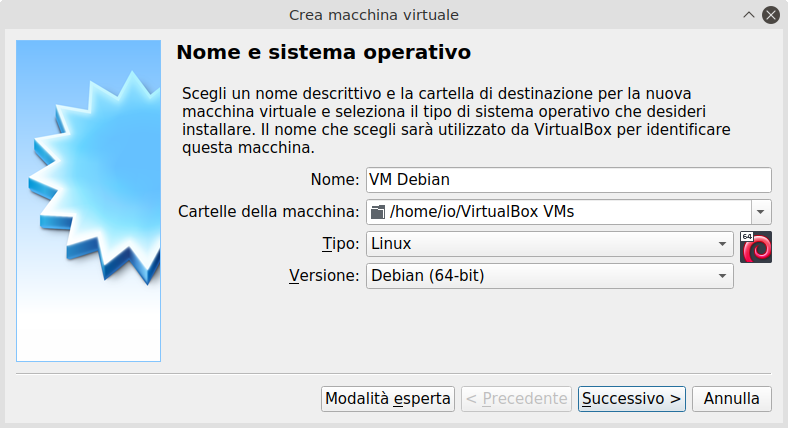 Crea macchina virtuale
Nome e sistema operativo
Scegli un nome descrittivo e la cartella di destinazione per la nuova
macchina virtuale e seleziona il tipo di sistema operativo che desideri
installare. Il nome che scegli sarà utilizzato da VirtualBox per identificare
questa macchina.
Nome: VM Debian
Cartelle della macchina: /home/io/VirtualBox VMs
Tipo: Linux
64
Versione: Debian (64-bit)
Modalità esperta < Precedente Successivo > Annulla